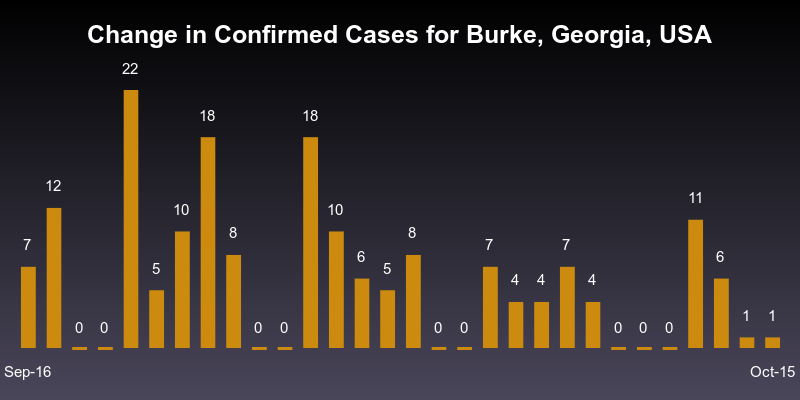 Change in Confirmed Cases for Burke, Georgia, USA
7 12 0 0 22 5 10 18 8 0 0 18 10 6 5 8 0 0 7 4 4 7 4 0 0 0 11 6 1 1
Sep-16 Oct-15